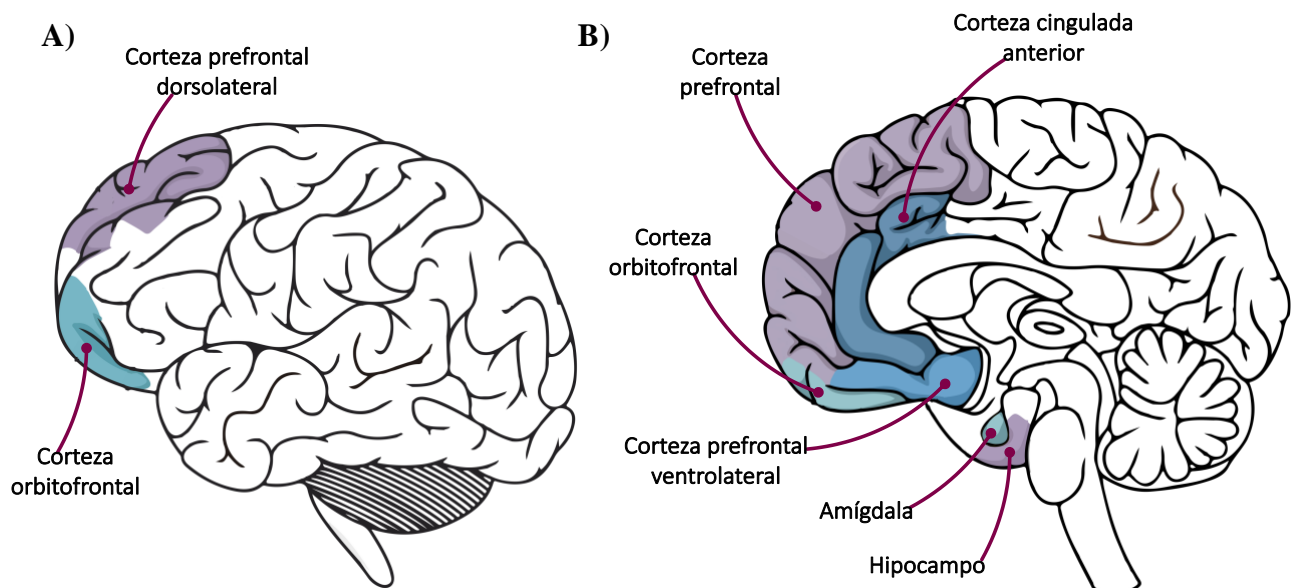 A)
Corteza prefrontal
dorsolateral
Corteza
orbitofrontal
B)
Corteza cingulada
anterior
Corteza
prefrontal
Corteza
orbitofrontal
Corteza prefrontal
ventrolateral
Amígdala
Hipocampo